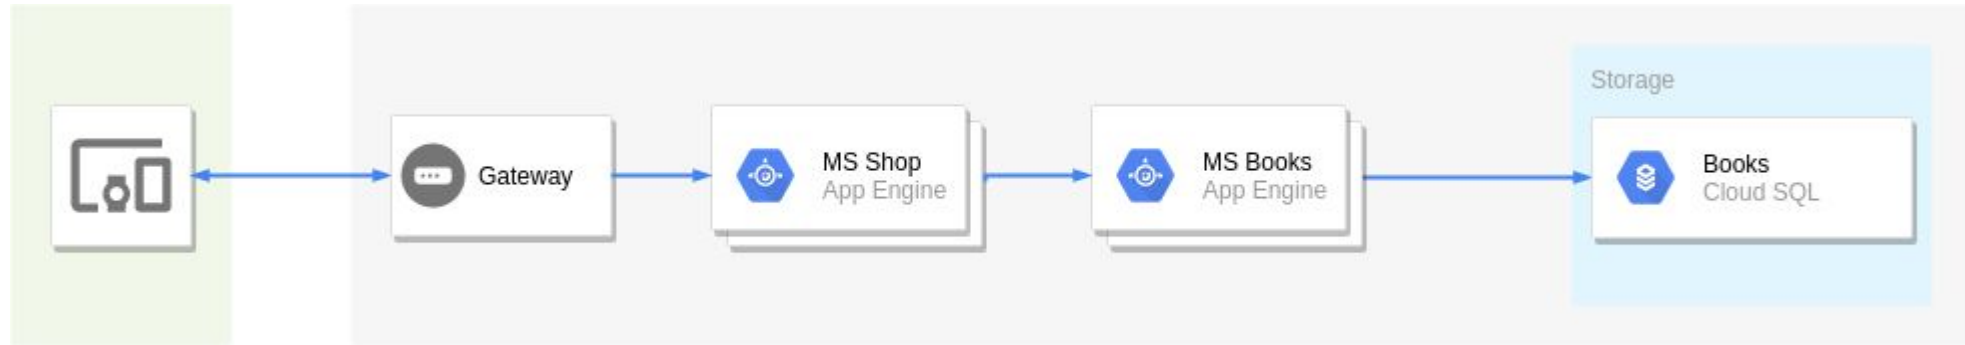 Storage
Gateway
MS Shop
App Engine
MS Books
App Engine
Books
Cloud SQL